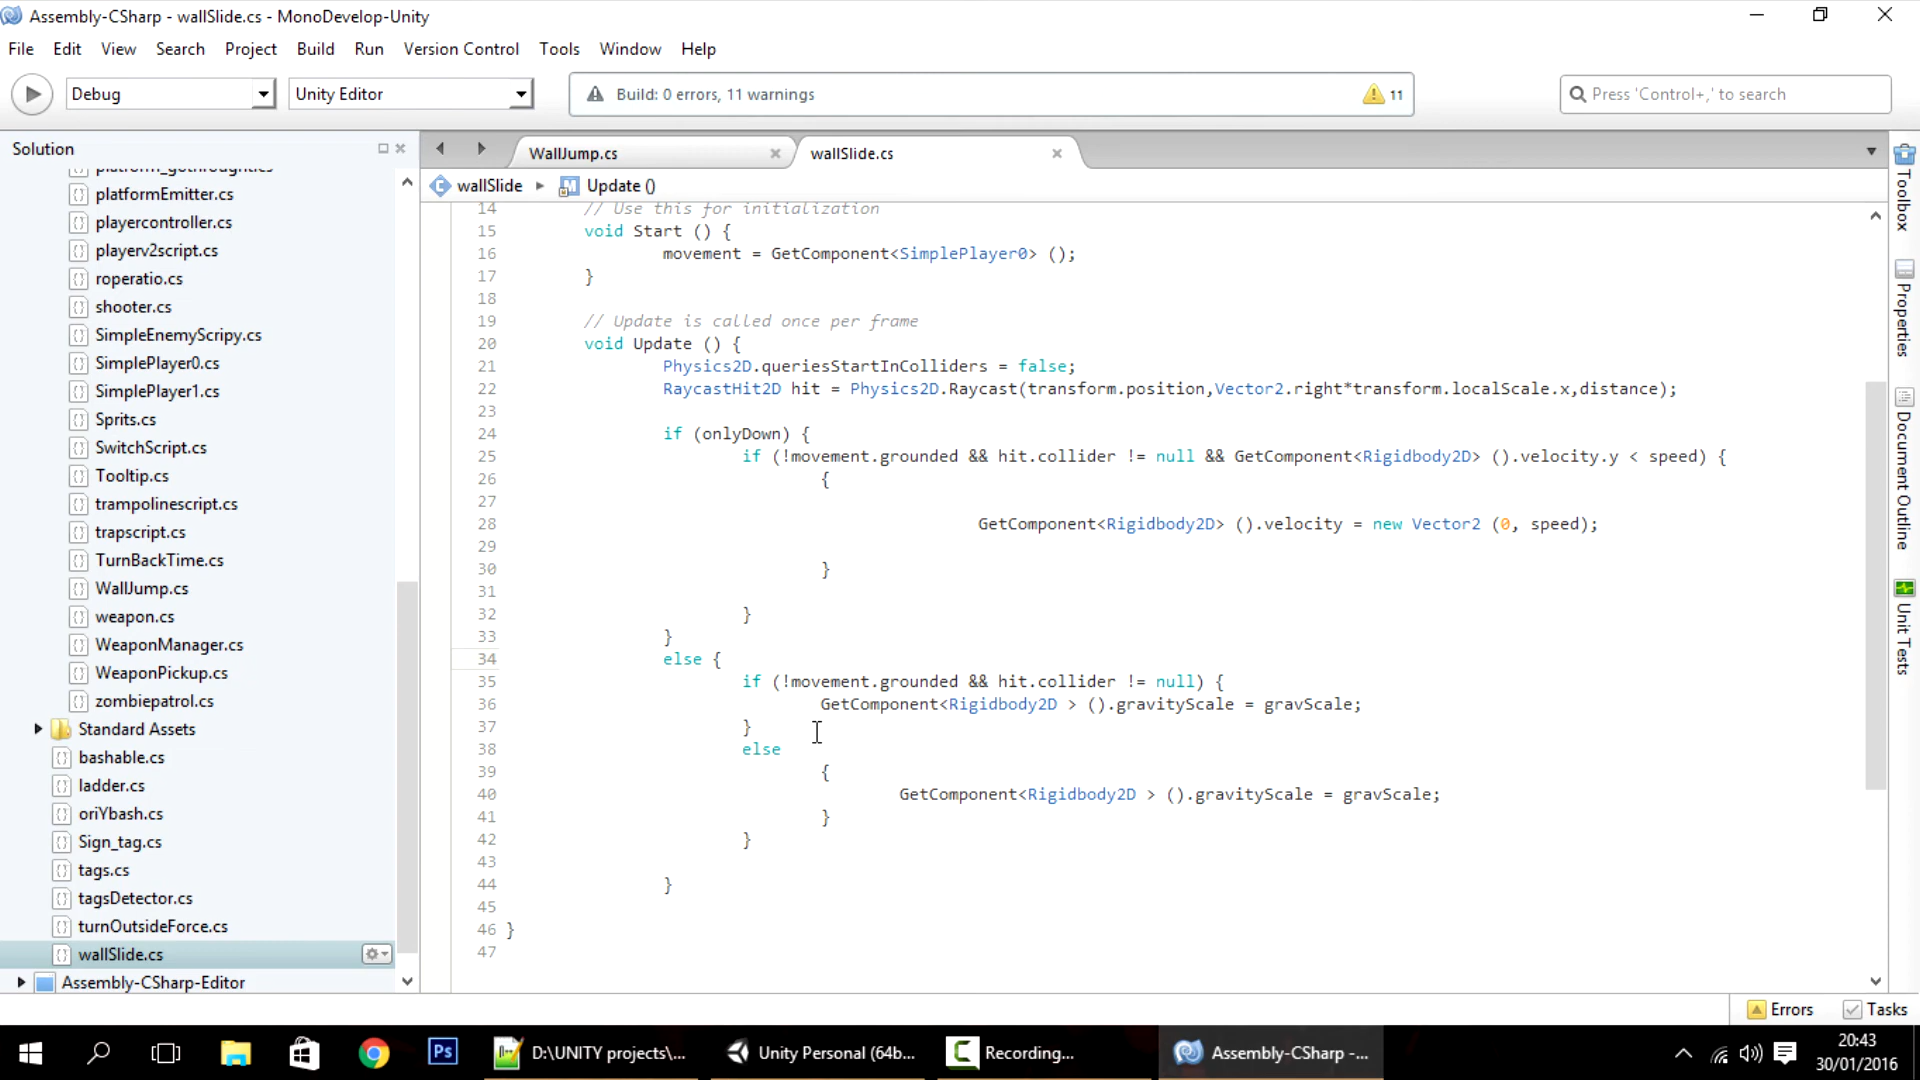 Assembly-CSharp - wallSlide.cs - MonoDevelop-Unity
File Edit View Search Project Build Run Version Control Tools Window Help
Debug Unity Editor Build: 0 errors, 11 warnings 11 Press 'Control+,' to search
Solution
WallJump.cs wallSlide.cs
wallSlide Update ()
platform_gothroughit.cs
platformEmitter.cs
playercontroller.cs
playerv2script.cs
roperatio.cs
shooter.cs
SimpleEnemyScripy.cs
SimplePlayer0.cs
SimplePlayer1.cs
Sprits.cs
SwitchScript.cs
Tooltip.cs
trampolinescript.cs
trapscript.cs
TurnBackTime.cs
WallJump.cs
weapon.cs
WeaponManager.cs
WeaponPickup.cs
zombiepatrol.cs
Standard Assets
bashable.cs
ladder.cs
oriYbash.cs
Sign_tag.cs
tags.cs
tagsDetector.cs
turnOutsideForce.cs
wallSlide.cs
Assembly-CSharp-Editor
14 // Use this for initialization
15 void Start () {
16 movement = GetComponent<SimplePlayer0> ();
17 }
18
19 // Update is called once per frame
20 void Update () {
21 Physics2D.queriesStartInColliders = false;
22 RaycastHit2D hit = Physics2D.Raycast(transform.position,Vector2.right*transform.localScale.x,distance);
23
24 if (onlyDown) {
25 if (!movement.grounded && hit.collider != null && GetComponent<Rigidbody2D> ().velocity.y < speed) {
26 {
27
28 GetComponent<Rigidbody2D> ().velocity = new Vector2 (0, speed);
29
30 }
31
32 }
33 }
34 else {
35 if (!movement.grounded && hit.collider != null) {
36 GetComponent<Rigidbody2D > ().gravityScale = gravScale;
37 }
38 else
39 {
40 GetComponent<Rigidbody2D > ().gravityScale = gravScale;
41 }
42 }
43
44 }
45
46 }
47
Toolbox
Properties
Document Outline
Unit Tests
Errors Tasks
Ps D:\UNITY projects\... Unity Personal (64b... Recording... Assembly-CSharp -...
20:43
30/01/2016